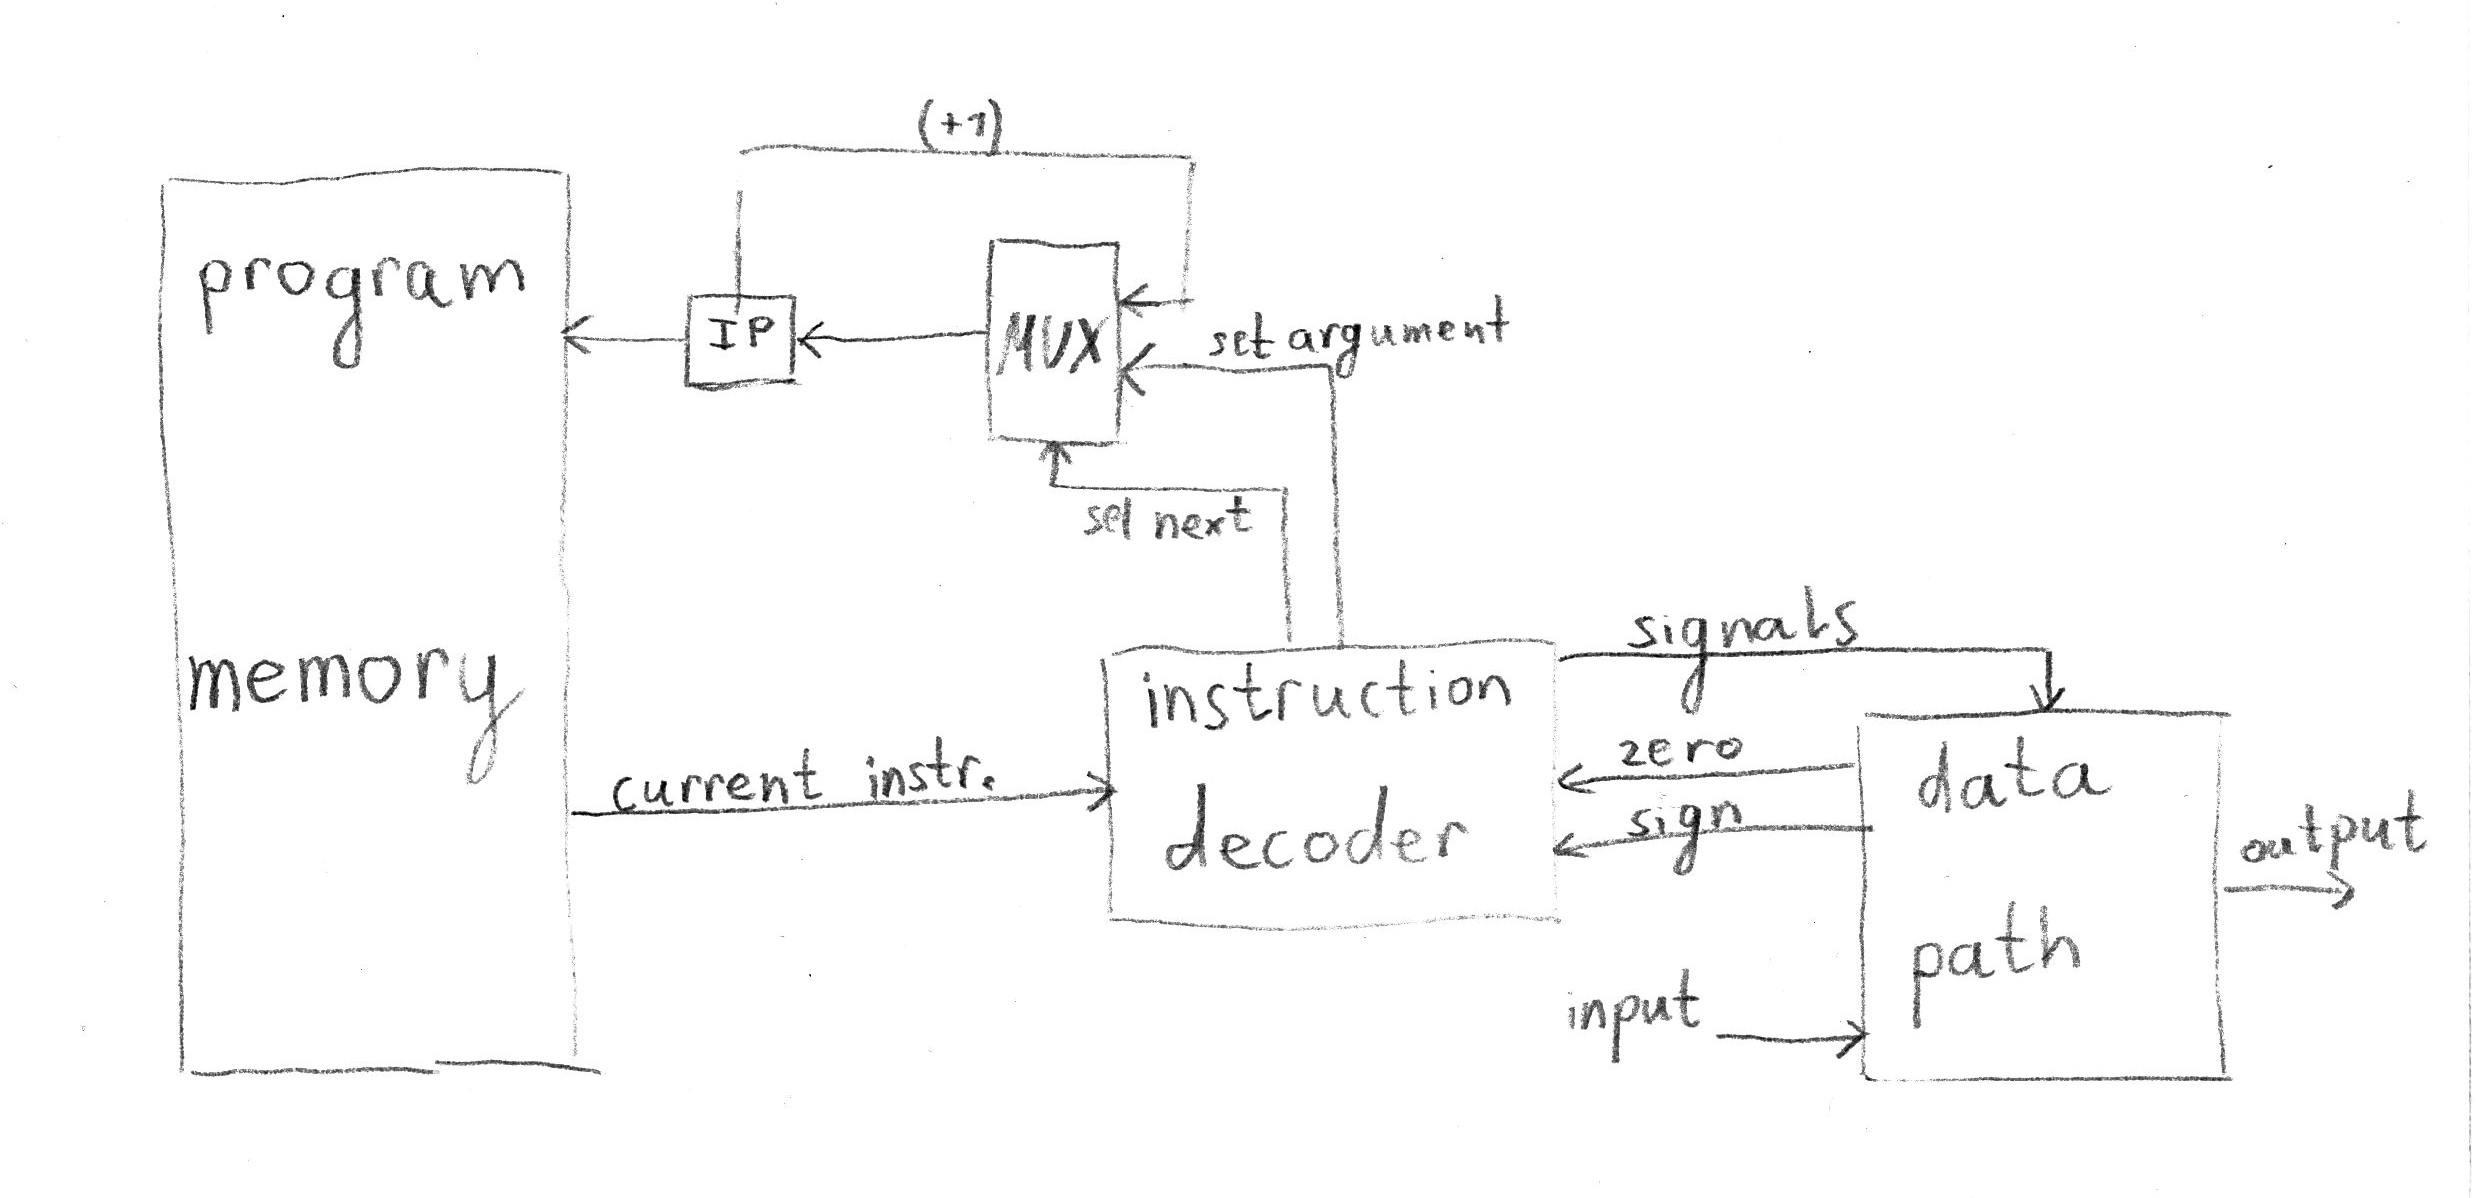 (+1)
program
IP
MUX
set argument
sel next
memory
signals
instruction
zero
data
current instr.
sign
decoder
output
path
input